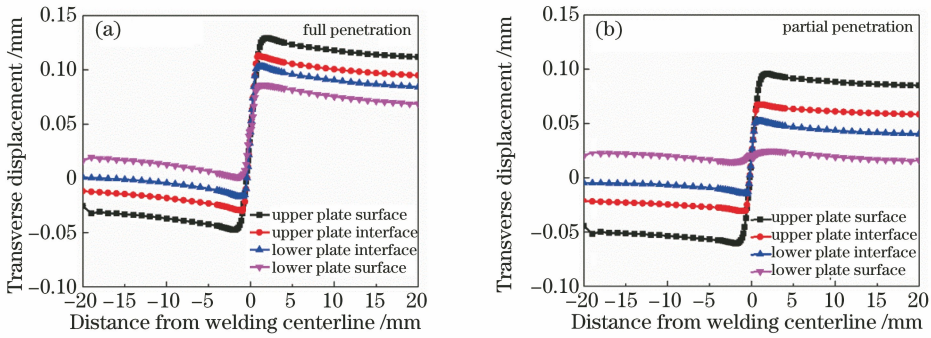 (a)
full penetration
Transverse displacement /mm
0.15
0.10
0.05
0
−0.05
−0.10
upper plate surface
upper plate interface
lower plate interface
lower plate surface
−20 −15 −10 −5 0 5 10 15 20
Distance from welding centerline /mm
(b)
partial penetration
Transverse displacement /mm
0.15
0.10
0.05
0
−0.05
−0.10
upper plate surface
upper plate interface
lower plate interface
lower plate surface
−20 −15 −10 −5 0 5 10 15 20
Distance from welding centerline /mm